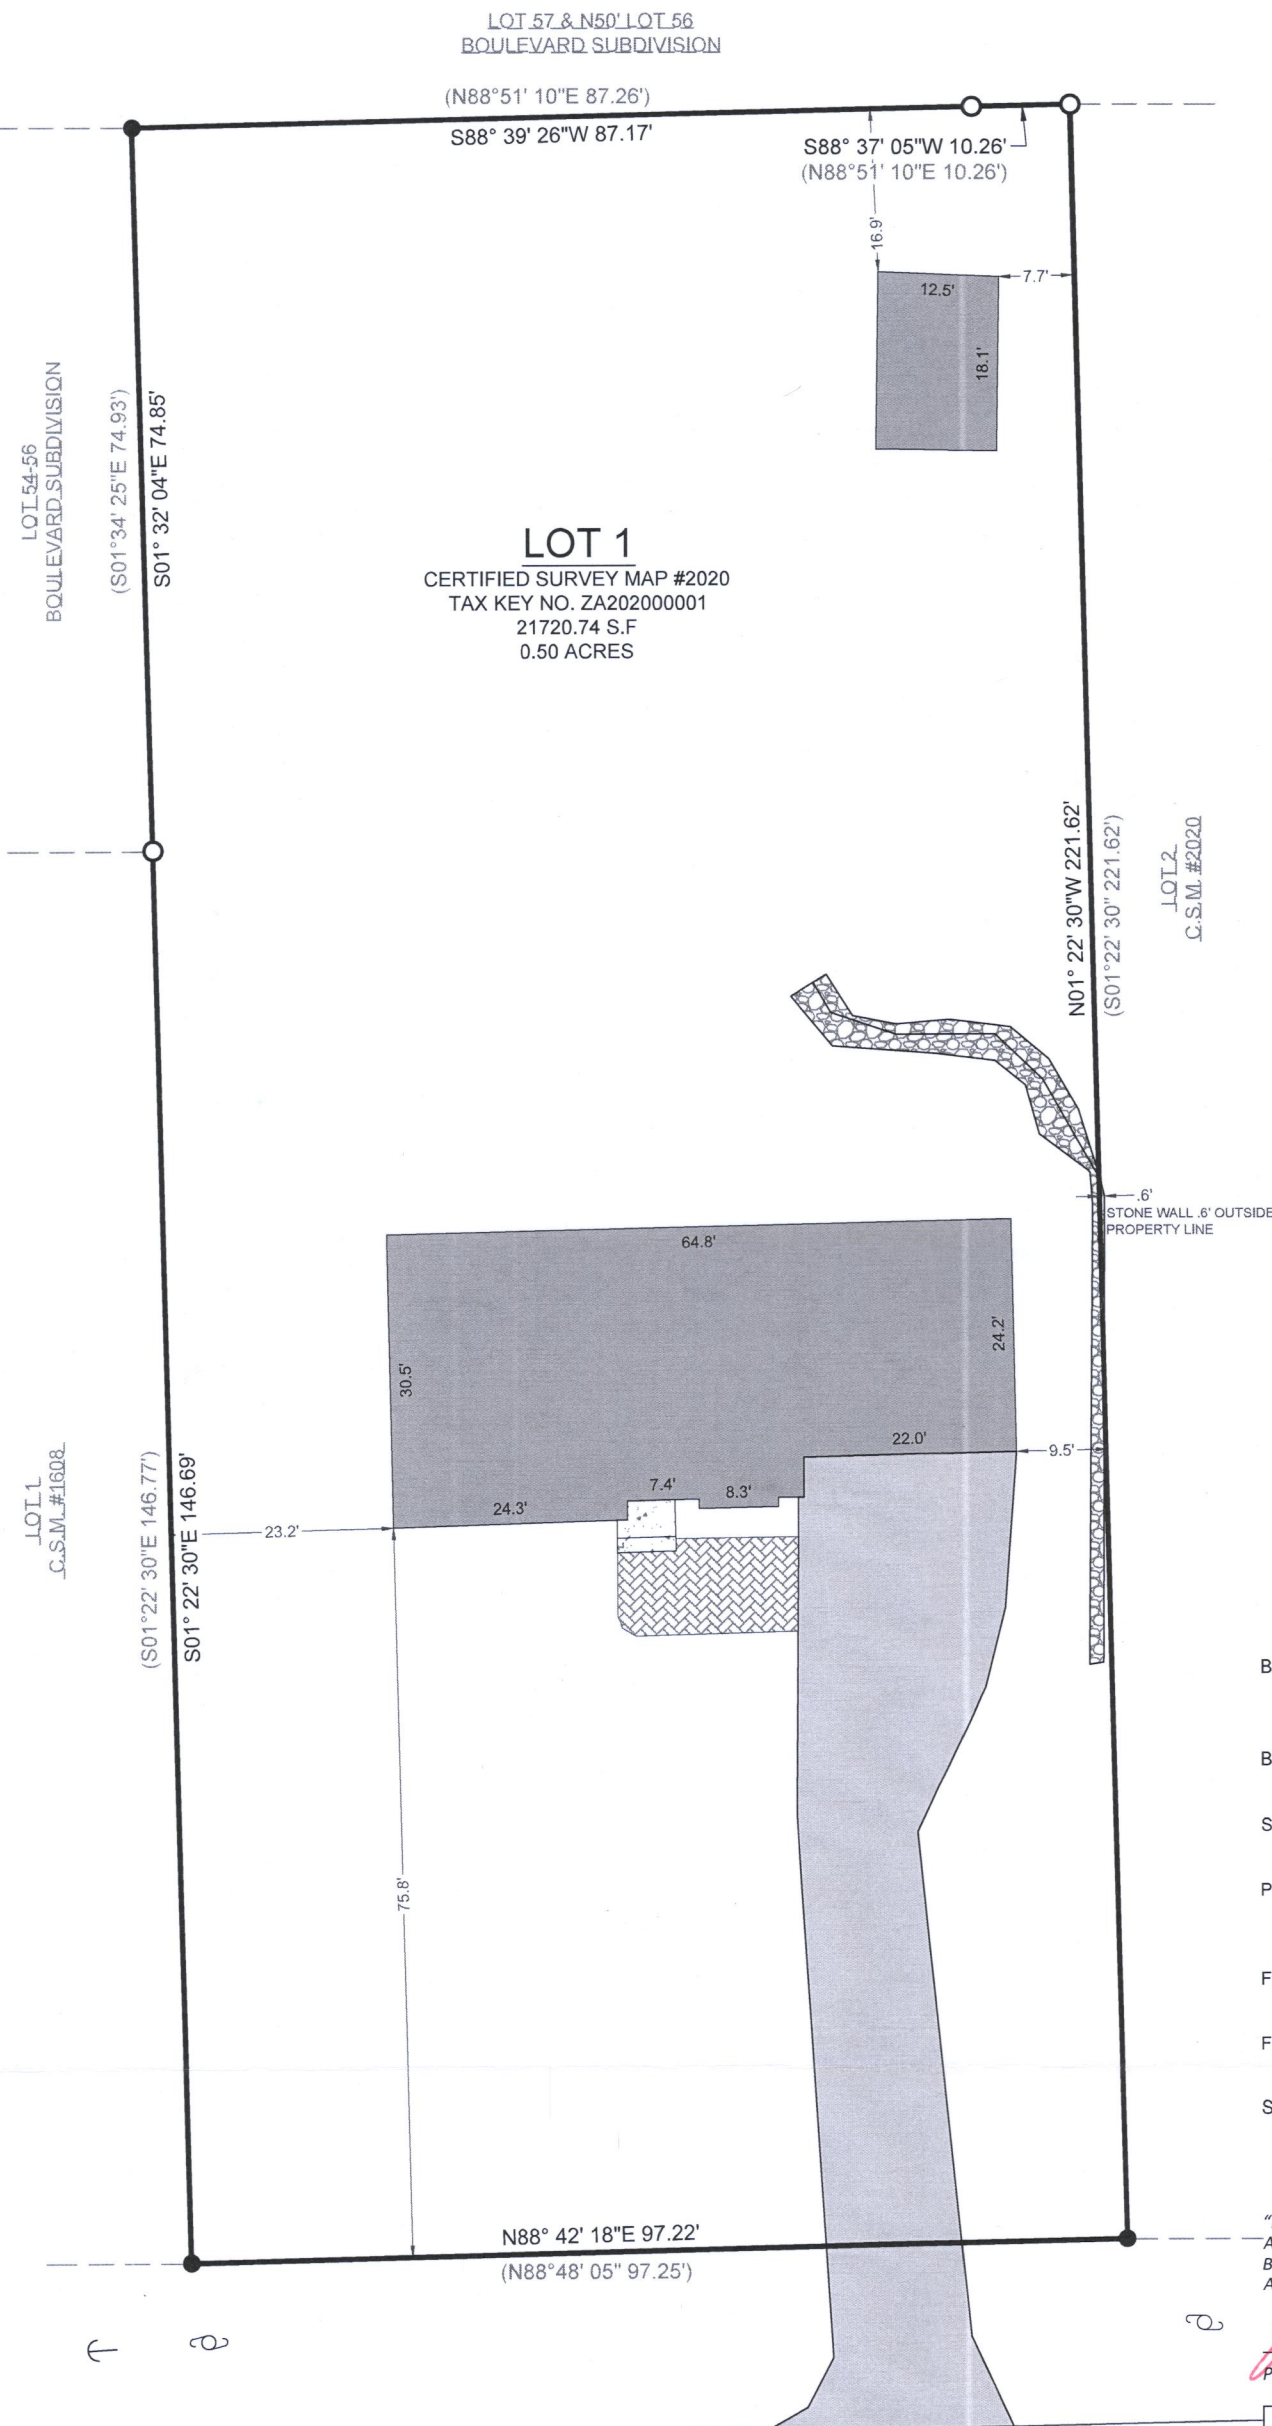 LOT 57 & N50' LOT 56
BOULEVARD SUBDIVISION
(N88°51' 10"E 87.26')
S88° 39' 26"W 87.17'
S88° 37' 05"W 10.26'
(N88°51' 10"E 10.26')
16.9'
7.7'
12.5'
18.1'
LOT 54-56
BOULEVARD SUBDIVISION
(S01°34' 25"E 74.93')
S01° 32' 04"E 74.85'
LOT 1
CERTIFIED SURVEY MAP #2020
TAX KEY NO. ZA202000001
21720.74 S.F
0.50 ACRES
N01° 22' 30"W 221.62'
(S01°22' 30" 221.62')
LOT 2
C.S.M. #2020
.6'
STONE WALL .6' OUTSIDE
PROPERTY LINE
64.8'
30.5'
24.2'
22.0'
9.5'
7.4'
8.3'
24.3'
23.2'
LOT 1
C.S.M. #1608
(S01°22' 30"E 146.77')
S01° 22' 30"E 146.69'
75.8'
B
B
S
P
F
F
S
N88° 42' 18"E 97.22'
(N88°48' 05" 97.25')
"
A
B
A
P